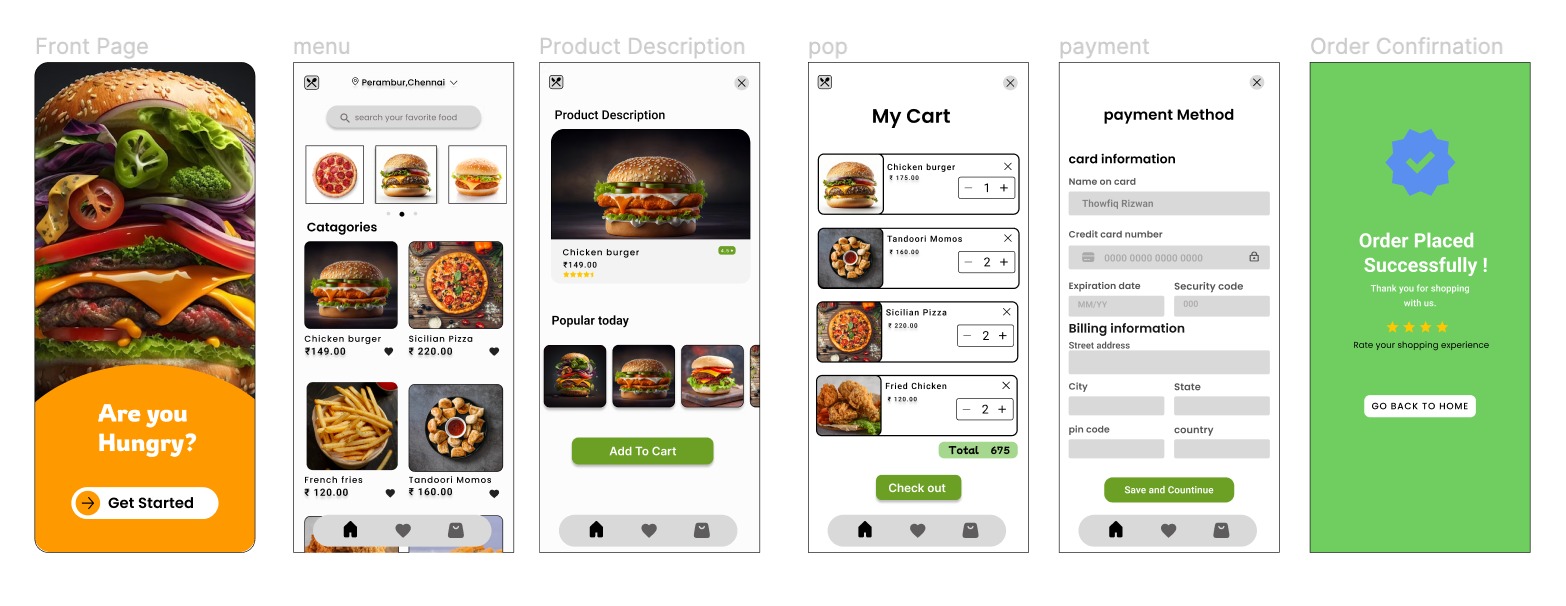 Front Page
Are you
Hungry?
Get Started
menu
Perambur,Chennai
search your favorite food
Catagories
Chicken burger
₹149.00
Sicilian Pizza
₹ 220.00
French fries
₹ 120.00
Tandoori Momos
₹ 160.00
Product Description
Product Description
Chicken burger
₹149.00
Popular today
Add To Cart
pop
My Cart
Chicken burger
₹ 175.00
1
Tandoori Momos
₹ 160.00
2
Sicilian Pizza
₹ 220.00
2
Fried Chicken
₹ 120.00
2
Total 675
Check out
payment
payment Method
card information
Name on card
Thowfiq Rizwan
Credit card number
0000 0000 0000 0000
Expiration date
MM/YY
Security code
000
Billing information
Street address
City
State
pin code
country
Save and Countinue
Order Confirnation
Order Placed
Successfully !
Thank you for shopping
with us.
Rate your shopping experience
GO BACK TO HOME